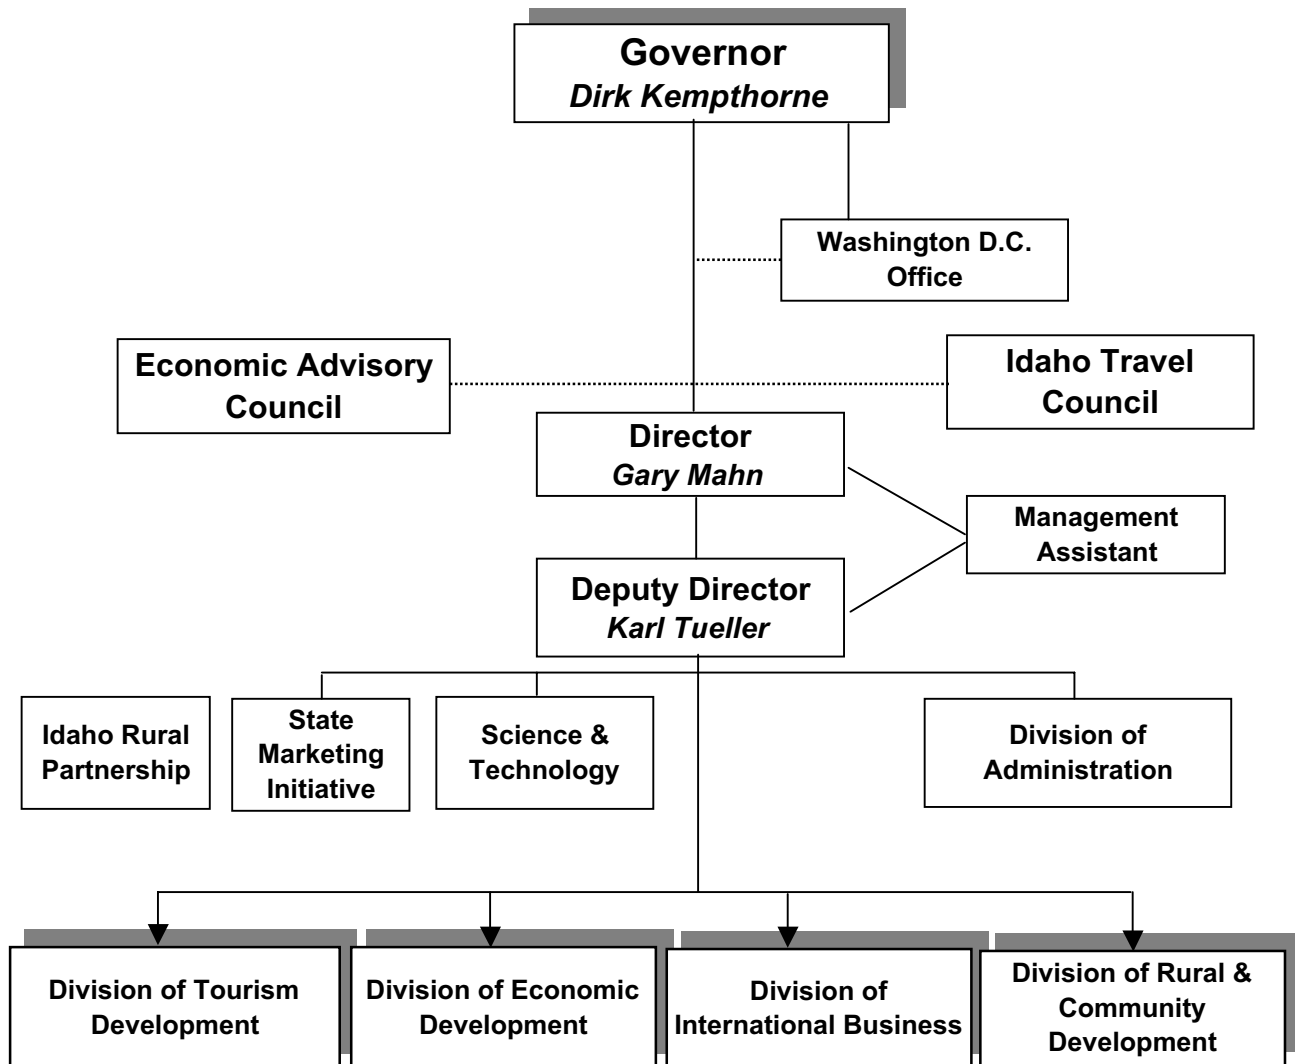 Governor
Dirk Kempthorne
Washington D.C.
Office
Economic Advisory
Council
Idaho Travel
Council
Director
Gary Mahn
Management
Assistant
Deputy Director
Karl Tueller
Idaho Rural
Partnership
State
Marketing
Initiative
Science &
Technology
Division of
Administration
Division of Tourism
Development
Division of Economic
Development
Division of
International Business
Division of Rural &
Community
Development